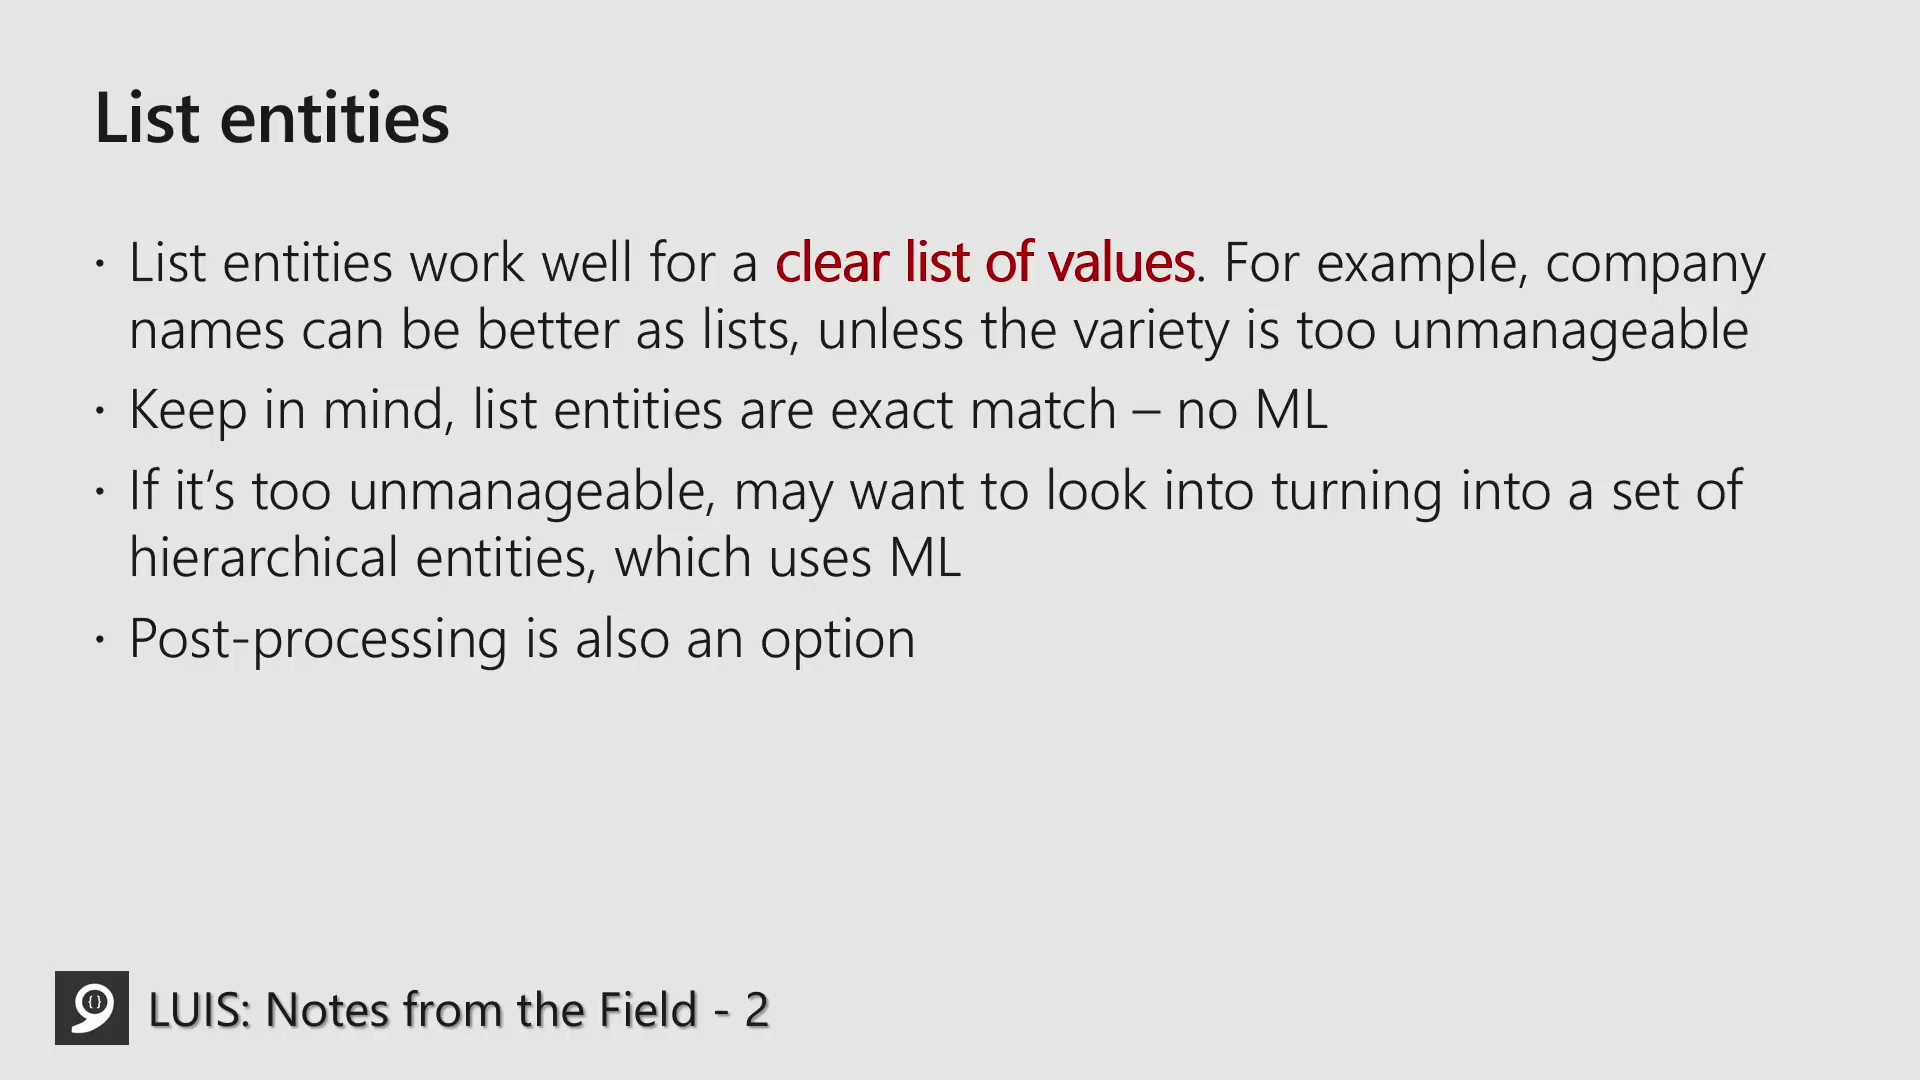 List entities
· List entities work well for a clear list of values. For example, company
names can be better as lists, unless the variety is too unmanageable
· Keep in mind, list entities are exact match – no ML
· If it’s too unmanageable, may want to look into turning into a set of
hierarchical entities, which uses ML
· Post-processing is also an option
{} LUIS: Notes from the Field - 2